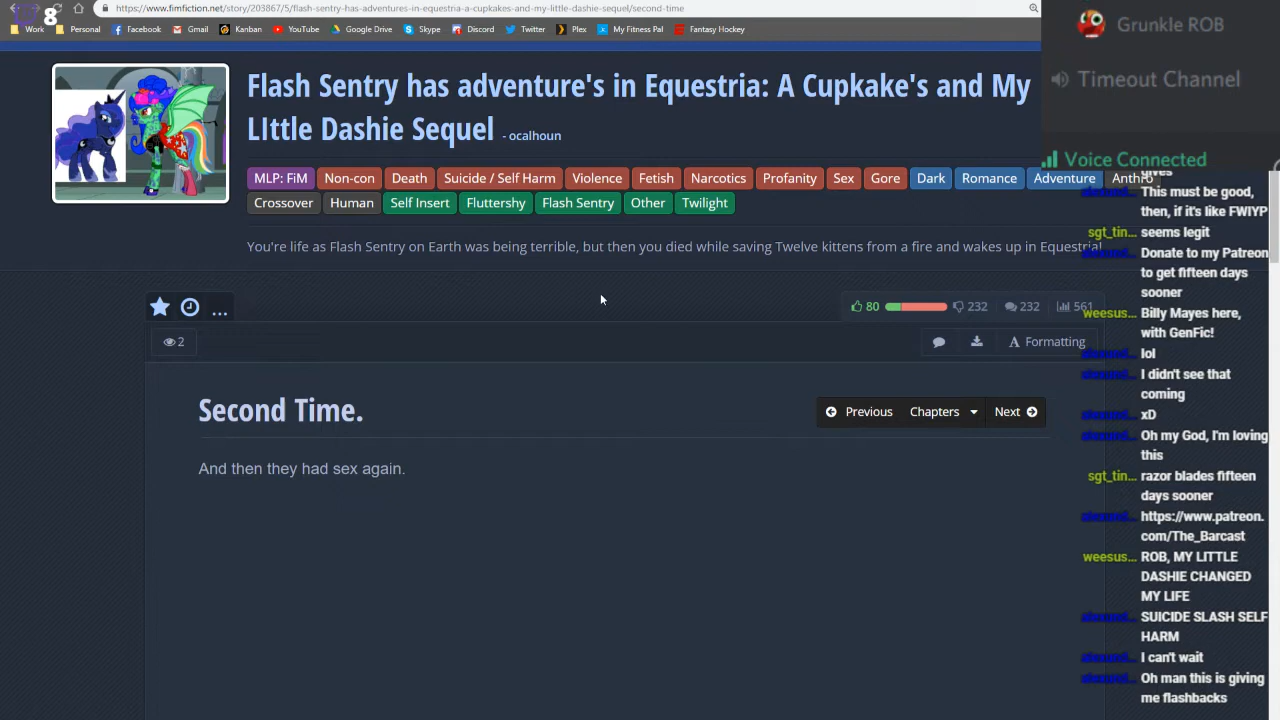 https://www.fimfiction.net/story/203867/5/flash-sentry-has-adventures-in-equestria-a-cupkakes-and-my-little-dashie-sequel/second-time
8
Work Personal Facebook Gmail Kanban YouTube Google Drive Skype Discord Twitter Plex My Fitness Pal Fantasy Hockey
Grunkle ROB
Timeout Channel
Voice Connected
Flash Sentry has adventure's in Equestria: A Cupkake's and My
LIttle Dashie Sequel - ocalhoun
MLP: FiM Non-con Death Suicide / Self Harm Violence Fetish Narcotics Profanity Sex Gore Dark Romance Adventure Anthro
Crossover Human Self Insert Fluttershy Flash Sentry Other Twilight
You're life as Flash Sentry on Earth was being terrible, but then you died while saving Twelve kittens from a fire and wakes up in Equestria!
80 232 232 561
2 Formatting
Second Time.
Previous Chapters Next
And then they had sex again.
gives
This must be good,
then, if it's like FWIYP
sgt_tin... seems legit
Donate to my Patreon
to get fifteen days
sooner
weesus... Billy Mayes here,
with GenFic!
lol
I didn't see that
coming
xD
Oh my God, I'm loving
this
sgt_tin... razor blades fifteen
days sooner
https://www.patreon.
com/The_Barcast
weesus... ROB, MY LITTLE
DASHIE CHANGED
MY LIFE
SUICIDE SLASH SELF
HARM
I can't wait
Oh man this is giving
me flashbacks